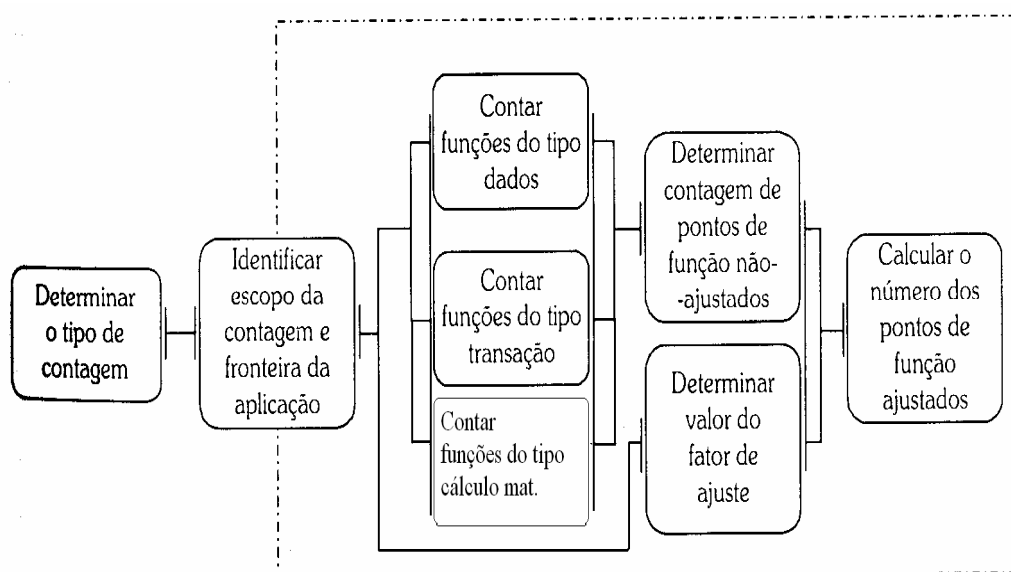 Determinar
o tipo de
contagem
Identificar
escopo da
contagem e
fronteira da
aplicação
Contar
funções do tipo
dados
Contar
funções do tipo
transação
Contar
funções do tipo
cálculo mat.
Determinar
contagem de
pontos de
função não-
-ajustados
Determinar
valor do
fator de
ajuste
Calcular o
número dos
pontos de
função
ajustados